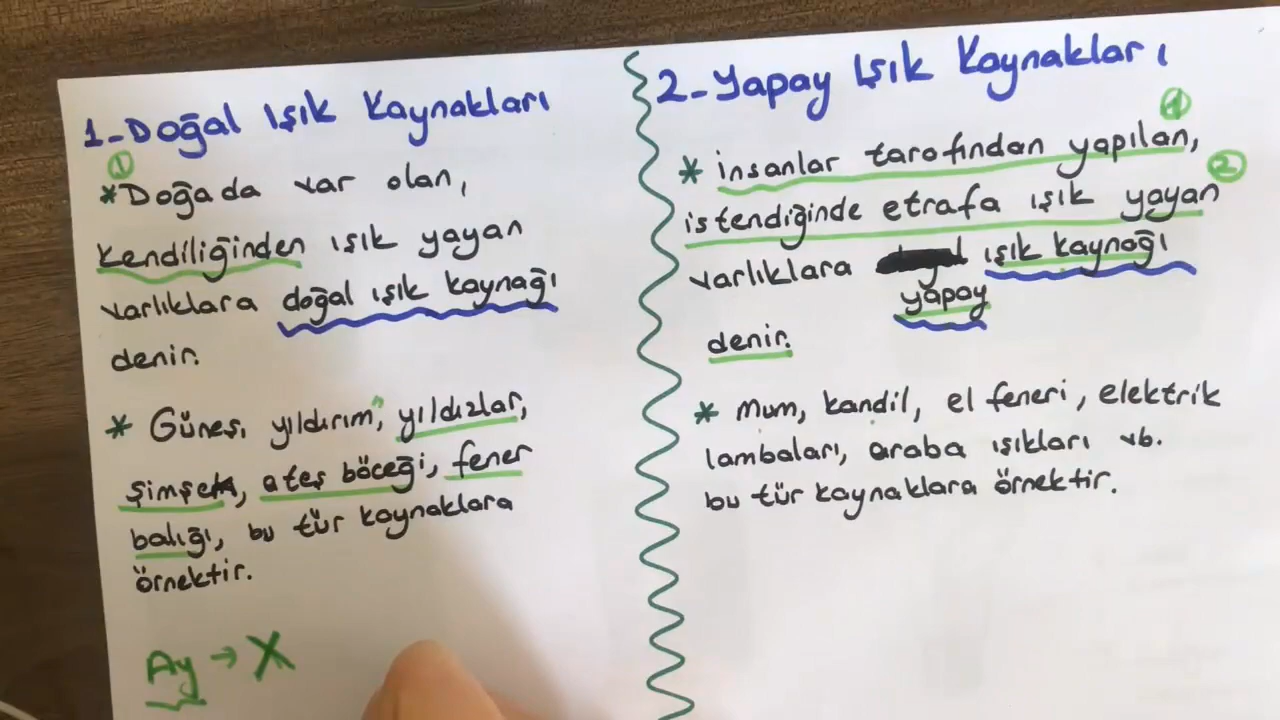 1-Doğal Işık Kaynakları
1
*Doğada var olan,
kendiliğinden ışık yayan
varlıklara doğal ışık kaynağı
denir.
* Güneş, yıldırım, yıldızlar,
şimşek, ateş böceği, fener
balığı, bu tür kaynaklara
örnektir.
Ay → X
2-Yapay Işık Kaynakları
1
* İnsanlar tarafından yapılan,
2
istendiğinde etrafa ışık yayan
varlıklara ışık kaynağı
yapay
denir.
* Mum, kandil, el feneri, elektrik
lambaları, araba ışıkları vb.
bu tür kaynaklara örnektir.